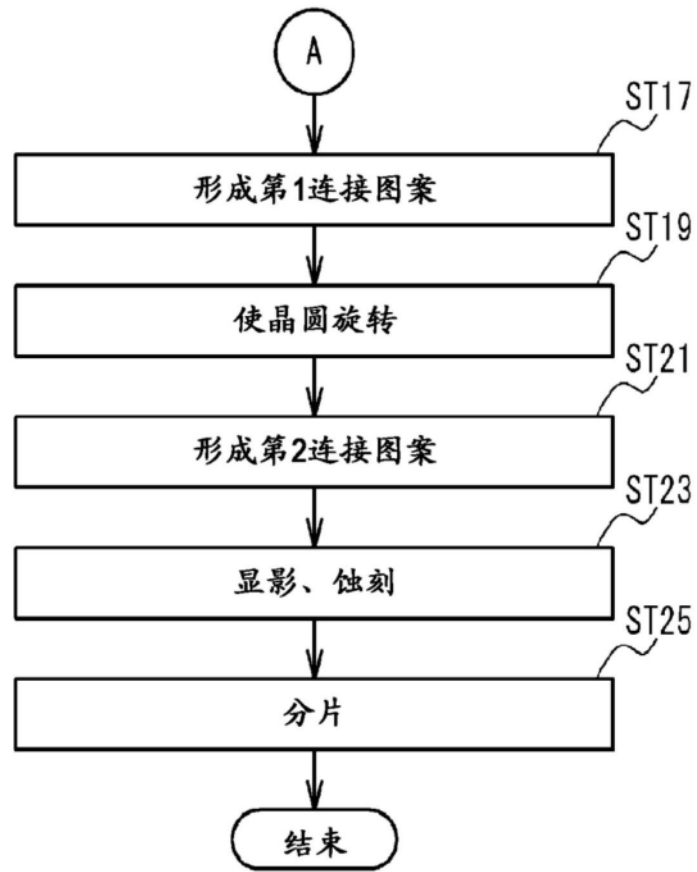 A
ST17
形成第1连接图案
ST19
使晶圆旋转
ST21
形成第2连接图案
ST23
显影、蚀刻
ST25
分片
结束